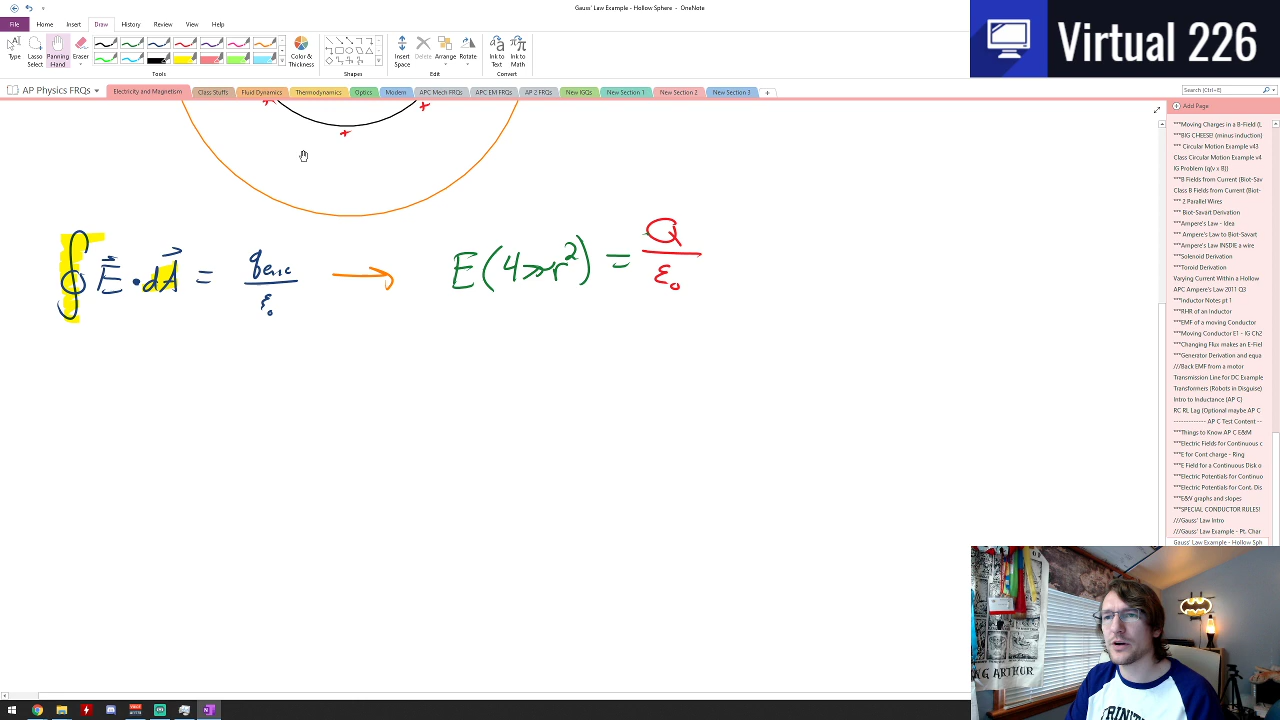 Gauss' Law Example - Hollow Sphere - OneNote
File Home Insert Draw History Review View Help
Virtual 226
Type Lasso Select Panning Hand Eraser Color & Thickness Insert Space Delete Arrange Rotate Ink to Text Ink to Math
Tools Shapes Edit Convert
AP Physics FRQs Electricity and Magnetism Class Stuffs Fluid Dynamics Thermodynamics Optics Modern APC Mech FRQs APC EM FRQs AP 2 FRQs New IGQs New Section 1 New Section 2 New Section 3 +
Search (Ctrl+E)
Add Page
***Moving Charges in a B-Field (L
***BIG CHEESE! (minus induction)
*** Circular Motion Example v43
Class Circular Motion Example v4
IG Problem (q(v x B))
***B Fields from Current (Biot-Sav
Class B Fields from Current (Biot-
*** 2 Parallel Wires
*** Biot-Savart Derivation
***Ampere's Law - Idea
*** Ampere's Law to Biot-Savart
***Ampere's Law INSDIE a wire
***Solenoid Derivation
***Toroid Derivation
Varying Current Within a Hollow
APC Ampere's Law 2011 Q3
***Inductor Notes pt 1
***RHR of an Inductor
***EMF of a moving Conductor
***Moving Conductor E1 - IG Ch2
***Changing Flux makes an E-Fiel
***Generator Derivation and equa
///Back EMF from a motor
Transmission Line for DC Example
Transformers (Robots in Disguise)
Intro to Inductance (AP C)
RC RL Lag (Optional maybe AP C
-------------- AP C Test Content --
***Things to Know AP C E&M
***Electric Fields for Continuous c
***E for Cont charge - Ring
***E Field for a Continuous Disk o
***Electric Potentials for Continuo
***Electric Potentials for Cont. Dis
***E&V graphs and slopes
***SPECIAL CONDUCTOR RULES!
///Gauss' Law Intro
///Gauss' Law Example - Pt. Char
Gauss' Law Example - Hollow Sph
+ + +
∮ E⃗ • dA⃗ = qenc / ε₀ → E(4πr²) = Q / ε₀